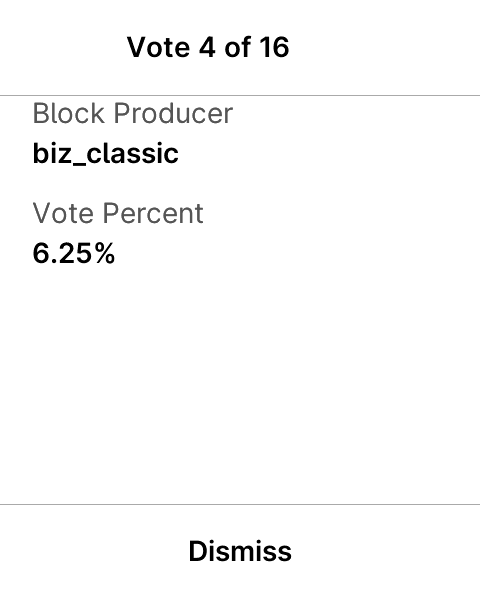 Vote 4 of 16
Block Producer
biz_classic
Vote Percent
6.25%
Dismiss